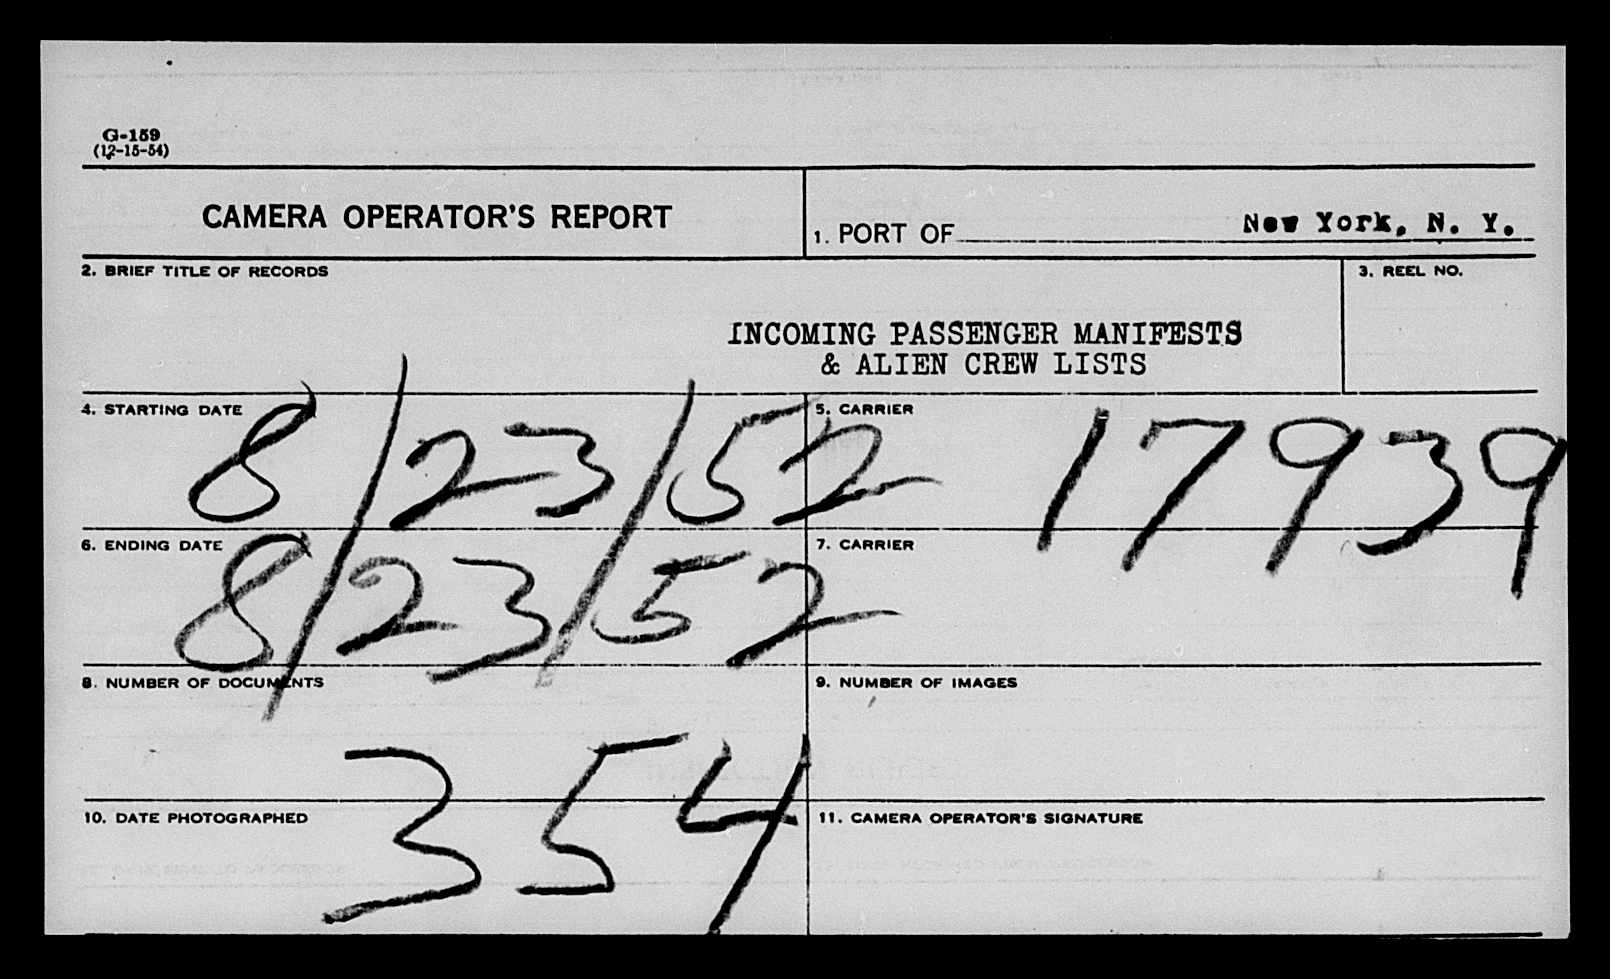 G-159
(12-15-54)
CAMERA OPERATOR'S REPORT
1. PORT OF New York, N. Y.
2. BRIEF TITLE OF RECORDS
3. REEL NO.
INCOMING PASSENGER MANIFESTS
& ALIEN CREW LISTS
4. STARTING DATE
8/23/52
5. CARRIER
17939
6. ENDING DATE
8/23/52
7. CARRIER
8. NUMBER OF DOCUMENTS
9. NUMBER OF IMAGES
354
10. DATE PHOTOGRAPHED
11. CAMERA OPERATOR'S SIGNATURE